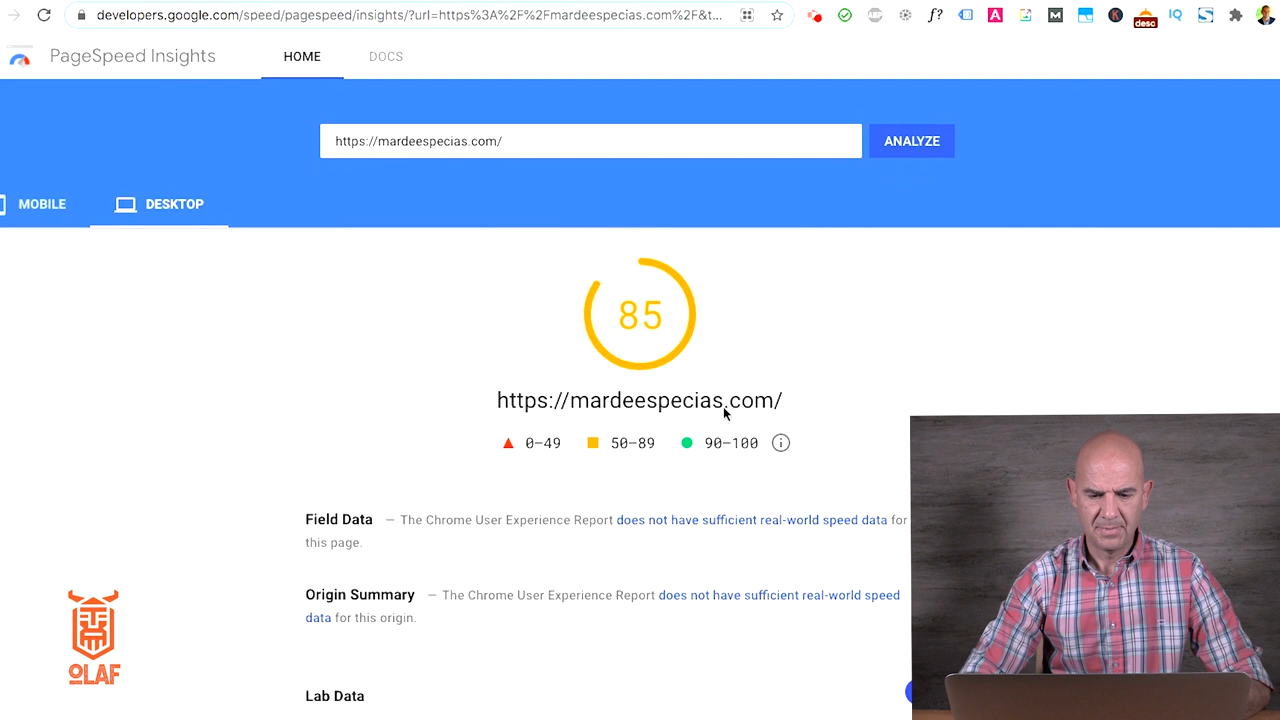 developers.google.com/speed/pagespeed/insights/?url=https%3A%2F%2Fmardeespecias.com%2F&t...
f?
A
M
K
desc
IQ
S
PageSpeed Insights
HOME
DOCS
https://mardeespecias.com/
ANALYZE
MOBILE
DESKTOP
85
https://mardeespecias.com/
0–49
50–89
90–100
Field Data — The Chrome User Experience Report does not have sufficient real-world speed data for
this page.
Origin Summary — The Chrome User Experience Report does not have sufficient real-world speed
data for this origin.
Lab Data
OLAF